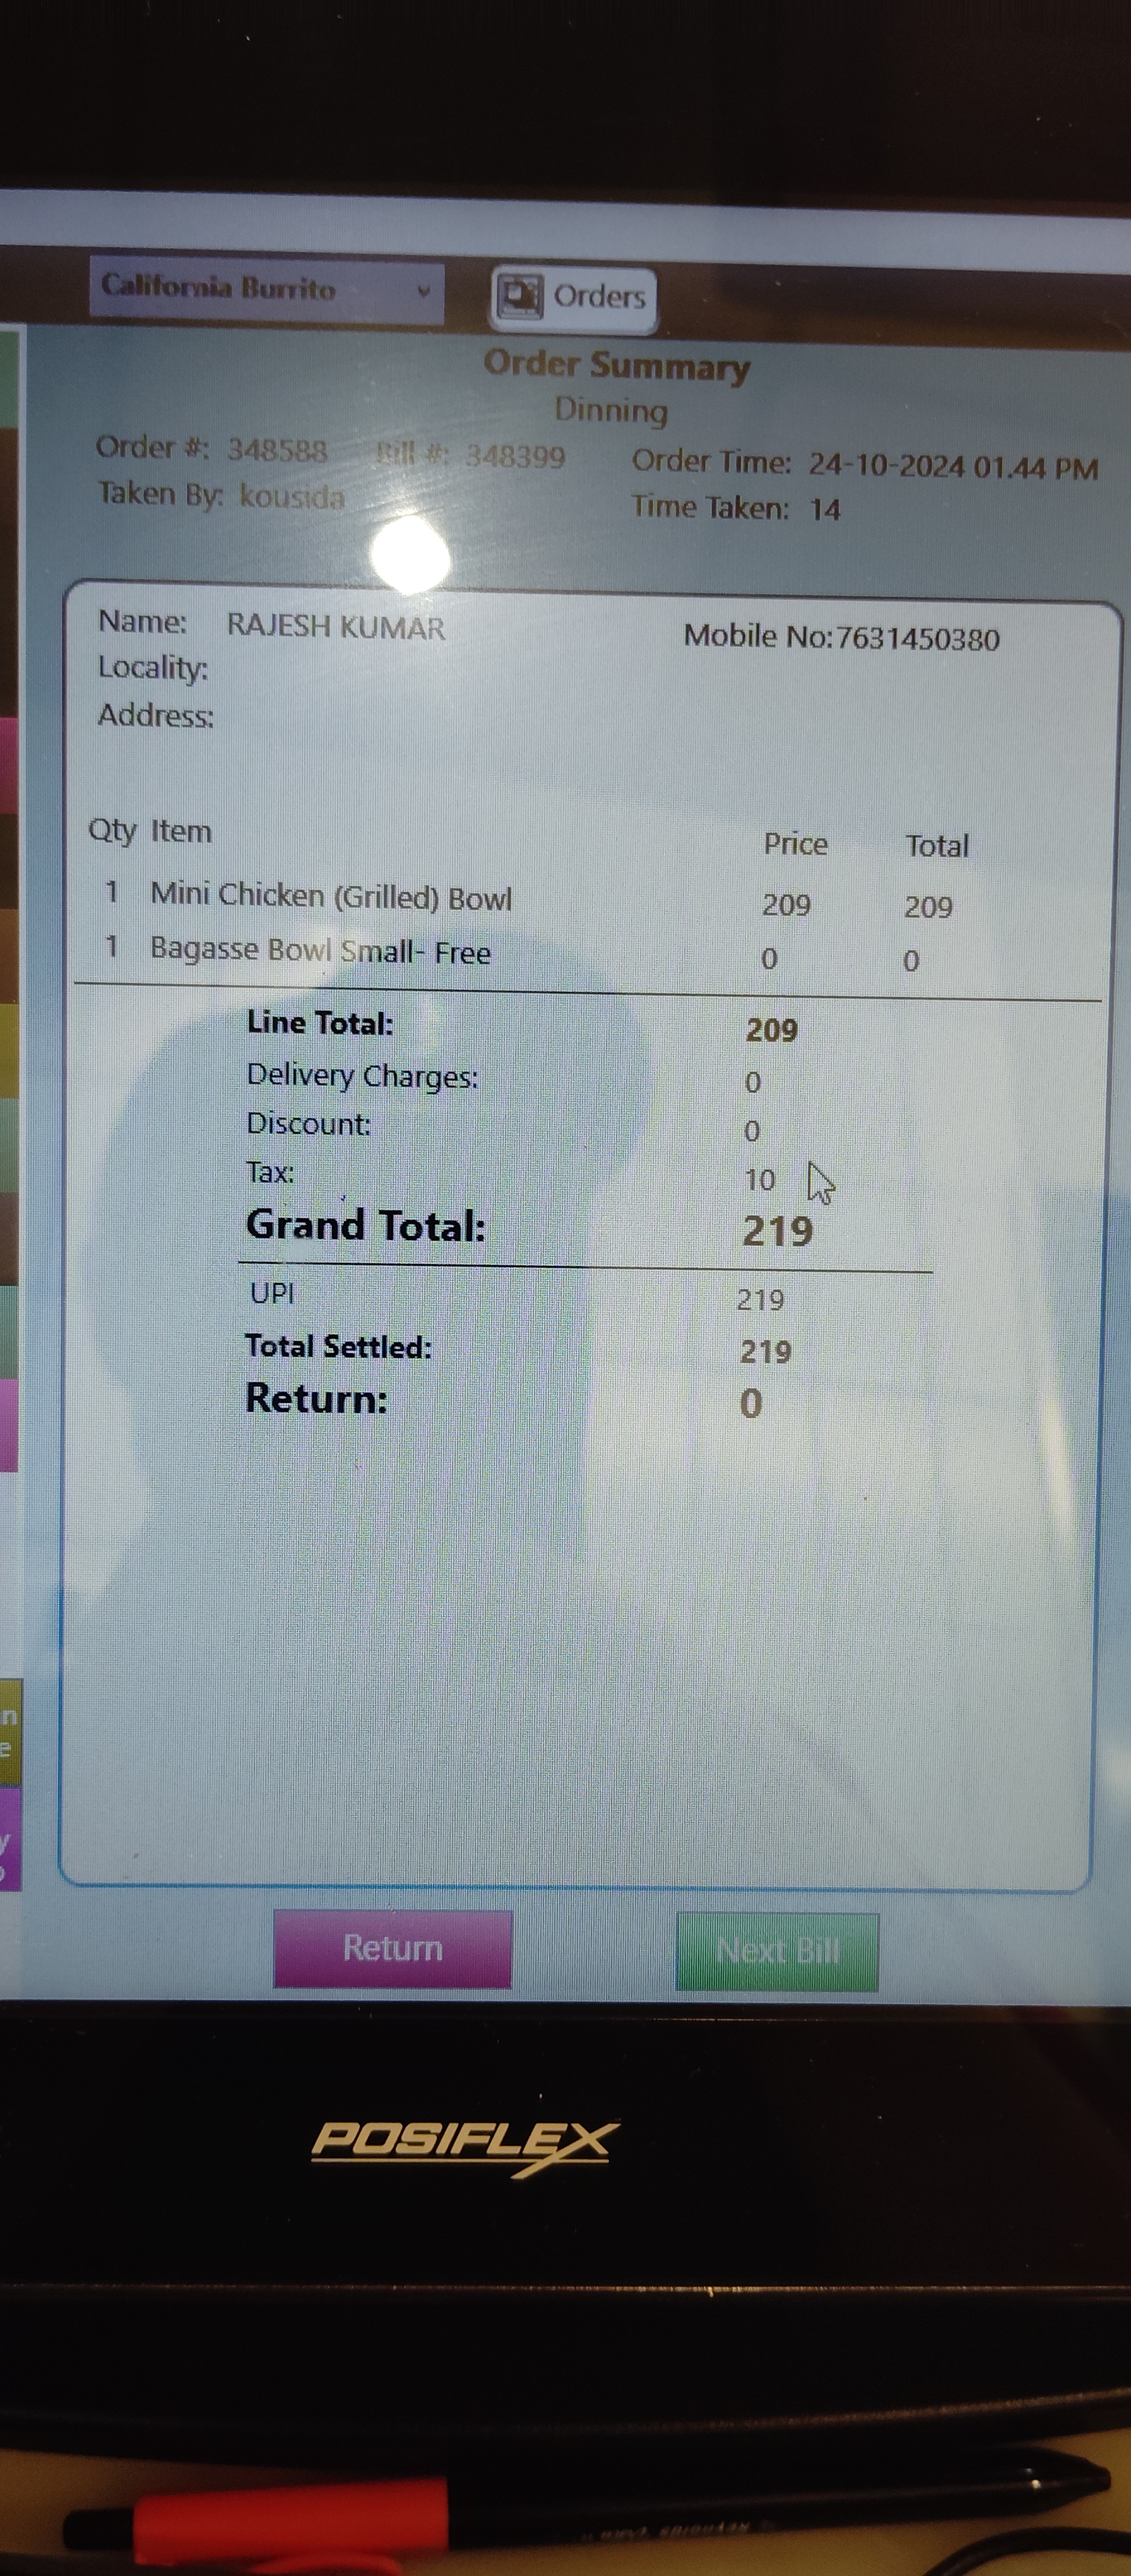 California Burrito
Orders
Order Summary
Dinning
Order #: 348588 Bill #: 348399 Order Time: 24-10-2024 01.44 PM
Taken By: kousida Time Taken: 14
Name: RAJESH KUMAR Mobile No:7631450380
Locality:
Address:
Qty Item Price Total
1 Mini Chicken (Grilled) Bowl 209 209
1 Bagasse Bowl Small- Free 0 0
Line Total: 209
Delivery Charges: 0
Discount: 0
Tax: 10
Grand Total: 219
UPI 219
Total Settled: 219
Return: 0
n
e
y
Return Next Bill
POSIFLEX